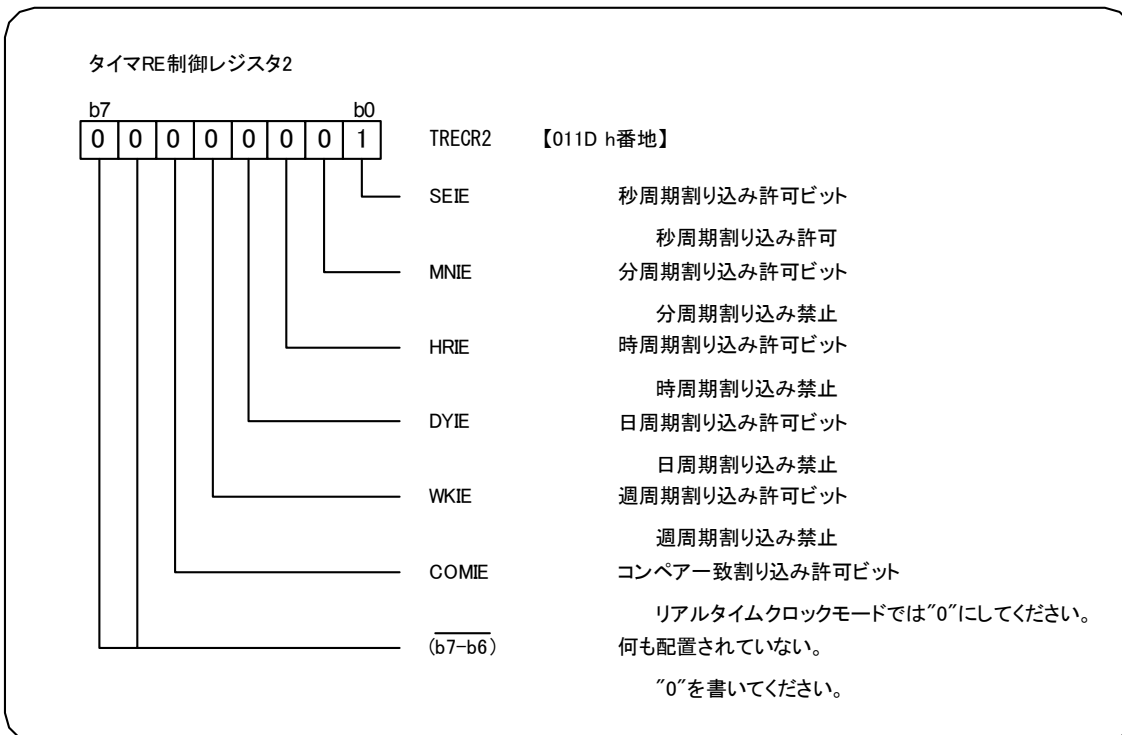 タイマRE制御レジスタ2
b7 b0
0 0 0 0 0 0 0 1 TRECR2 【011D h番地】
SEIE 秒周期割り込み許可ビット
秒周期割り込み許可
MNIE 分周期割り込み許可ビット
分周期割り込み禁止
HRIE 時周期割り込み許可ビット
時周期割り込み禁止
DYIE 日周期割り込み許可ビット
日周期割り込み禁止
WKIE 週周期割り込み許可ビット
週周期割り込み禁止
COMIE コンペア一致割り込み許可ビット
リアルタイムクロックモードでは"0"にしてください。
(b7-b6) 何も配置されていない。
"0"を書いてください。